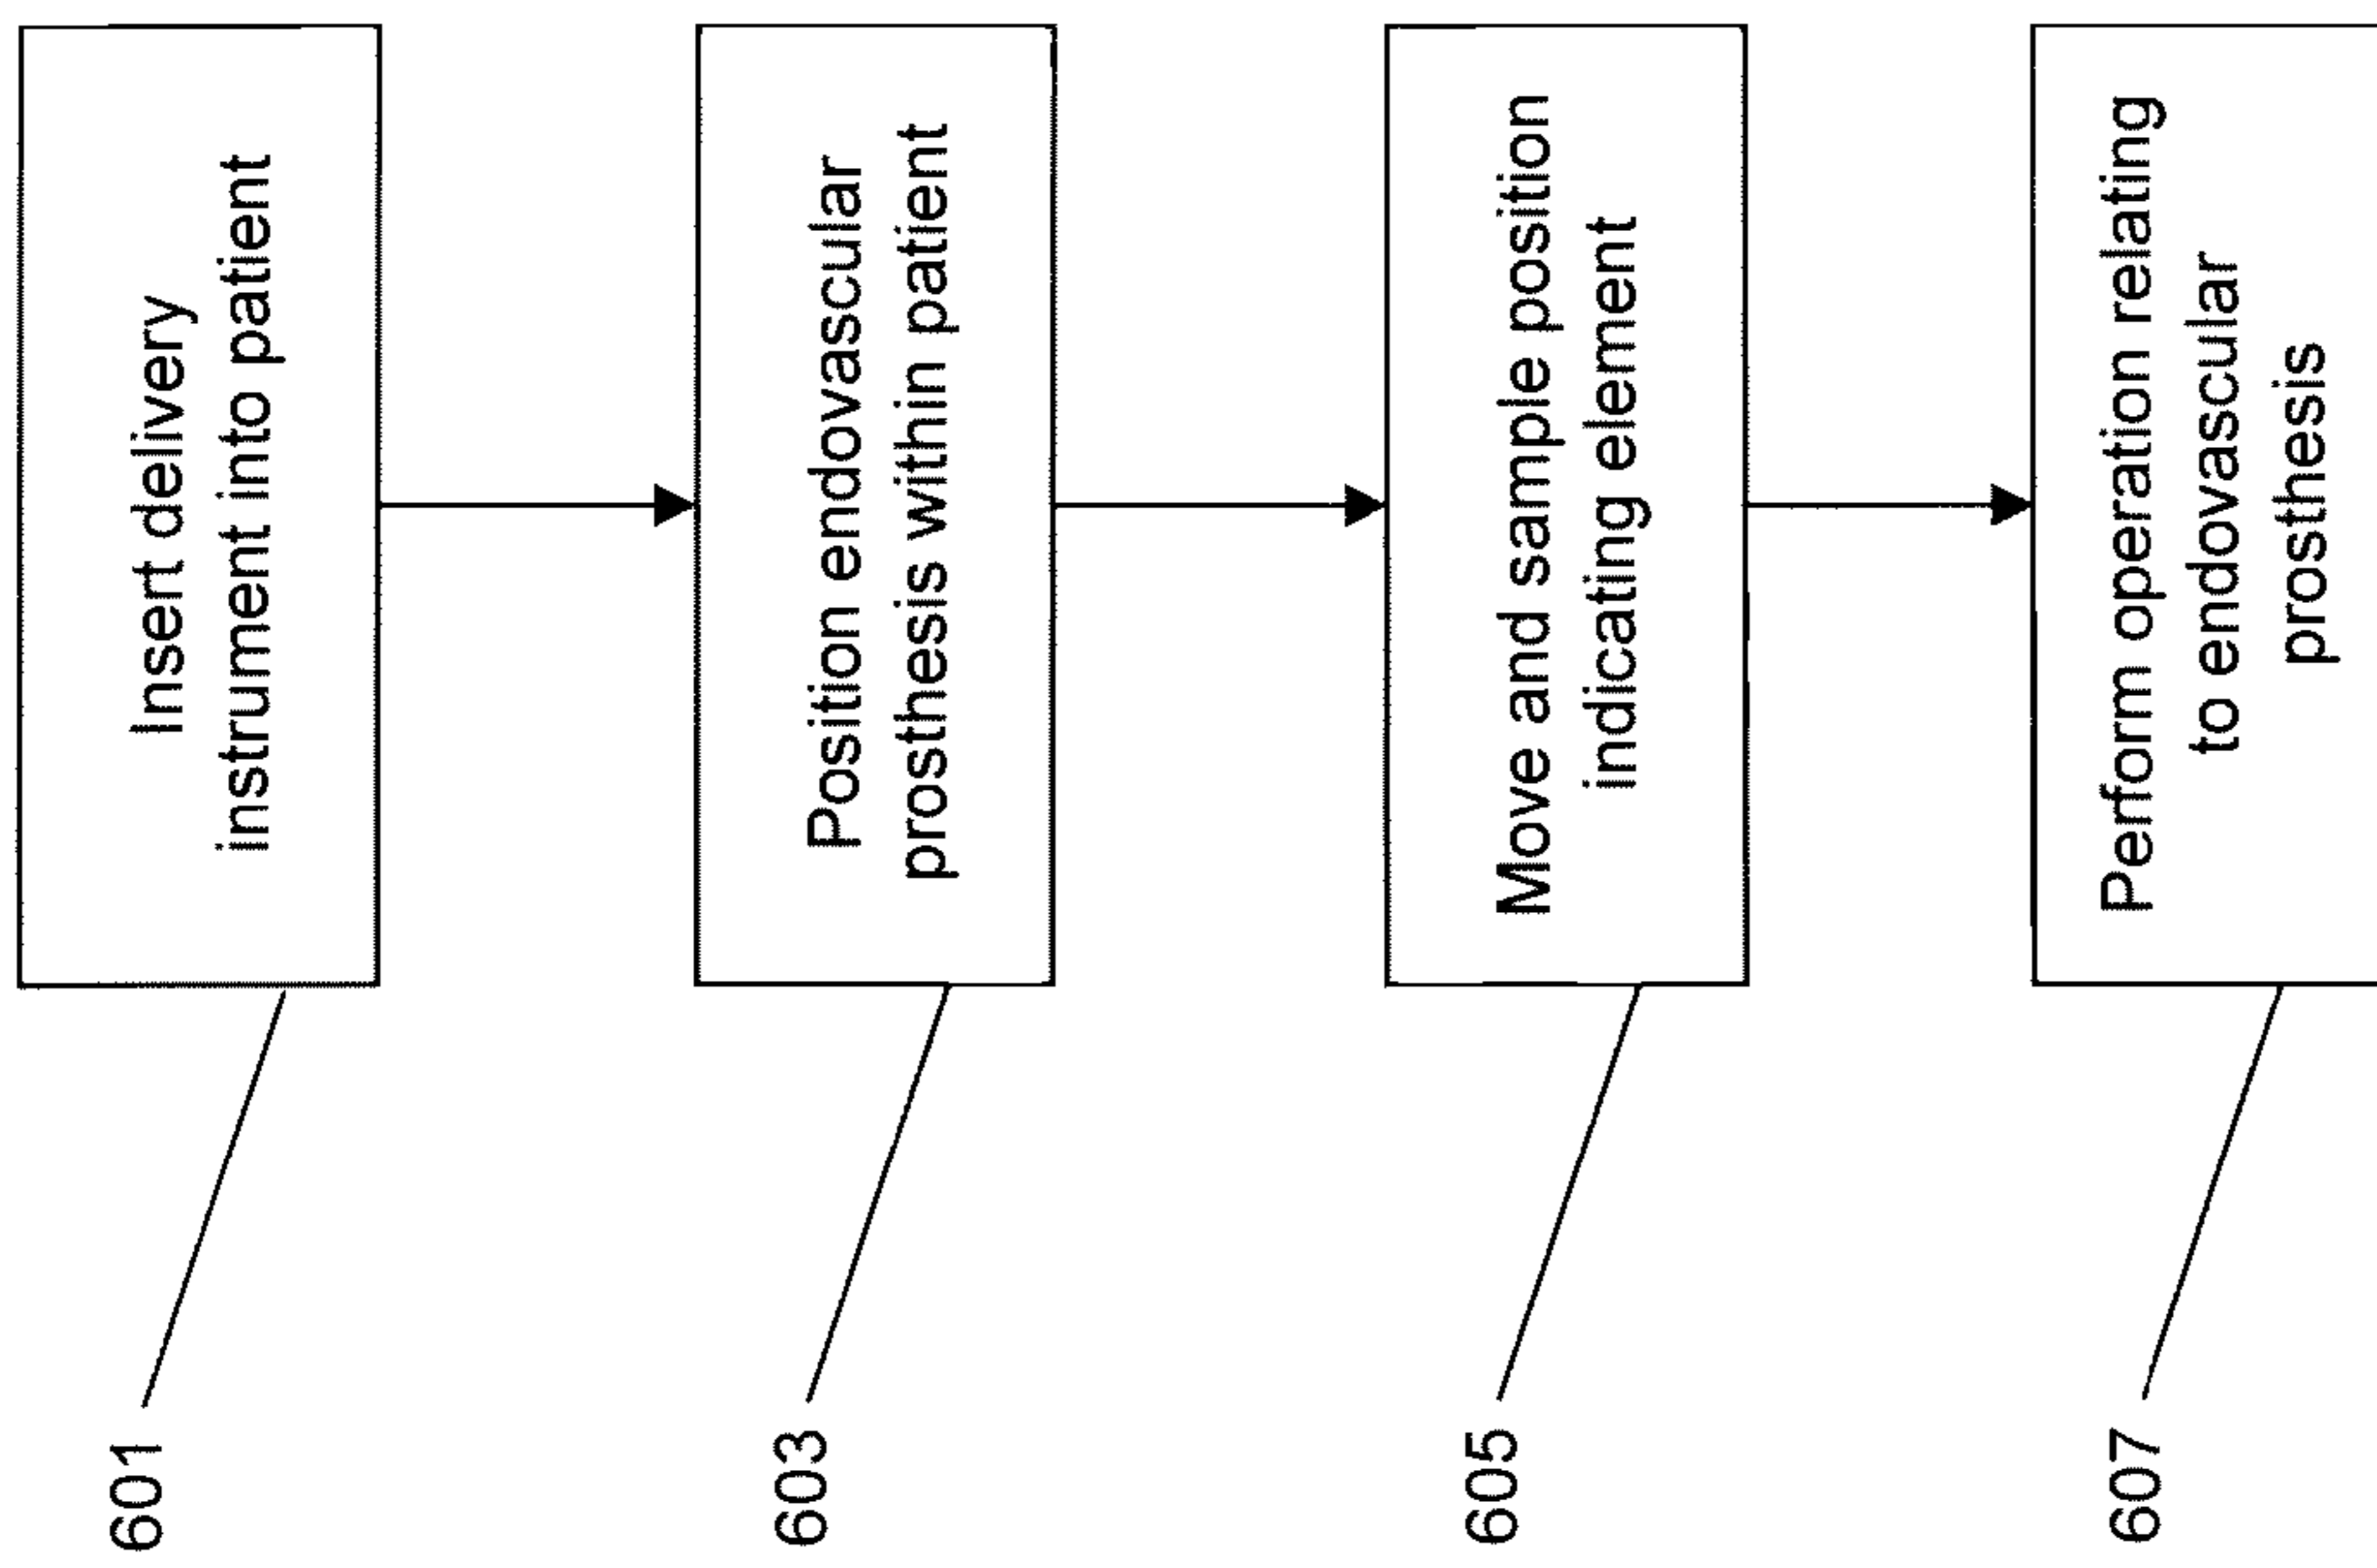 601
Insert delivery
instrument into patient
603
Position endovascular
prosthesis within patient
605
Move and sample position
indicating element
607
Perform operation relating
to endovascular
prosthesis